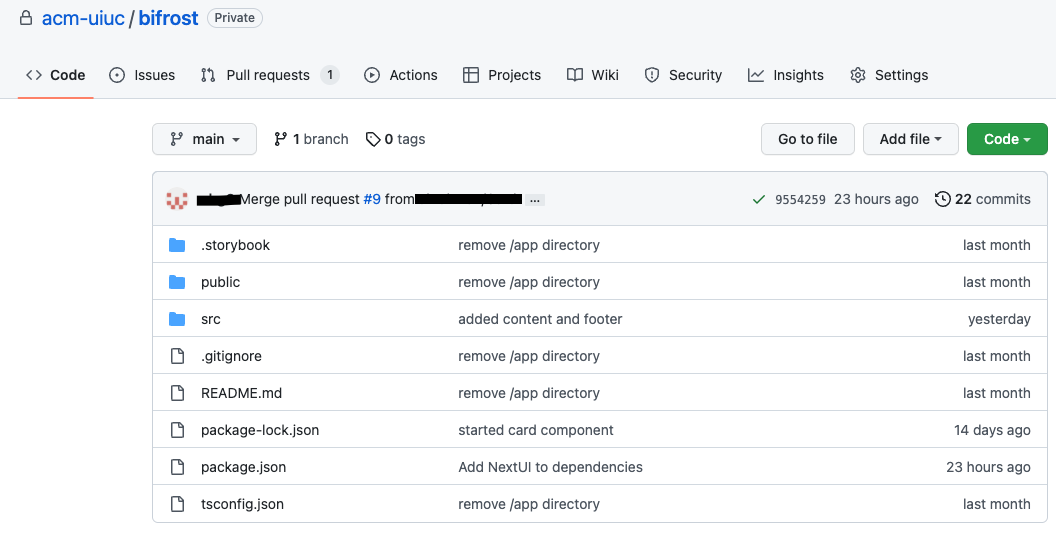 acm-uiuc / bifrost Private
Code Issues Pull requests 1 Actions Projects Wiki Security Insights Settings
main 1 branch 0 tags Go to file Add file Code
Merge pull request #9 from ... 9554259 23 hours ago 22 commits
.storybook remove /app directory last month
public remove /app directory last month
src added content and footer yesterday
.gitignore remove /app directory last month
README.md remove /app directory last month
package-lock.json started card component 14 days ago
package.json Add NextUI to dependencies 23 hours ago
tsconfig.json remove /app directory last month